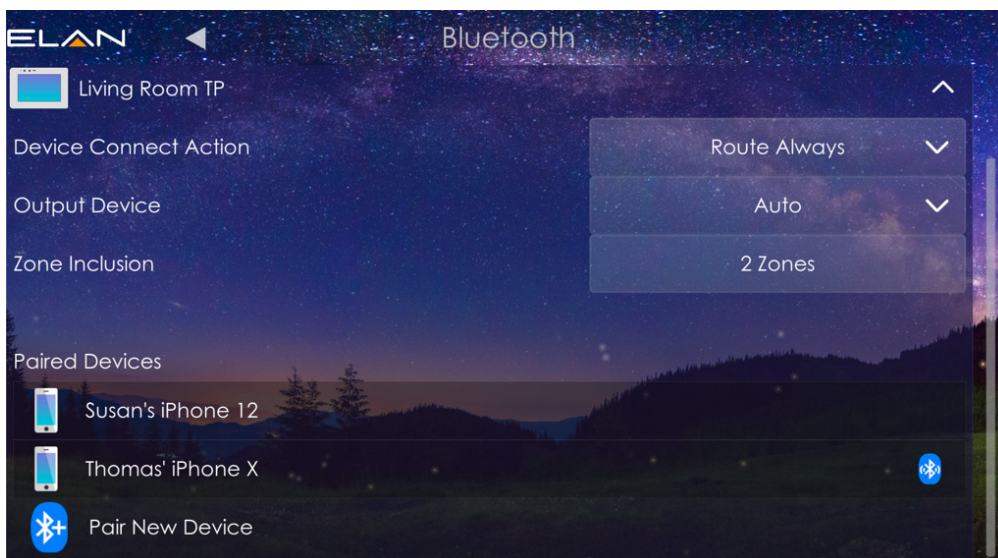 ELAN
Bluetooth
Living Room TP
Device Connect Action
Route Always
Output Device
Auto
Zone Inclusion
2 Zones
Paired Devices
Susan's iPhone 12
Thomas' iPhone X
Pair New Device